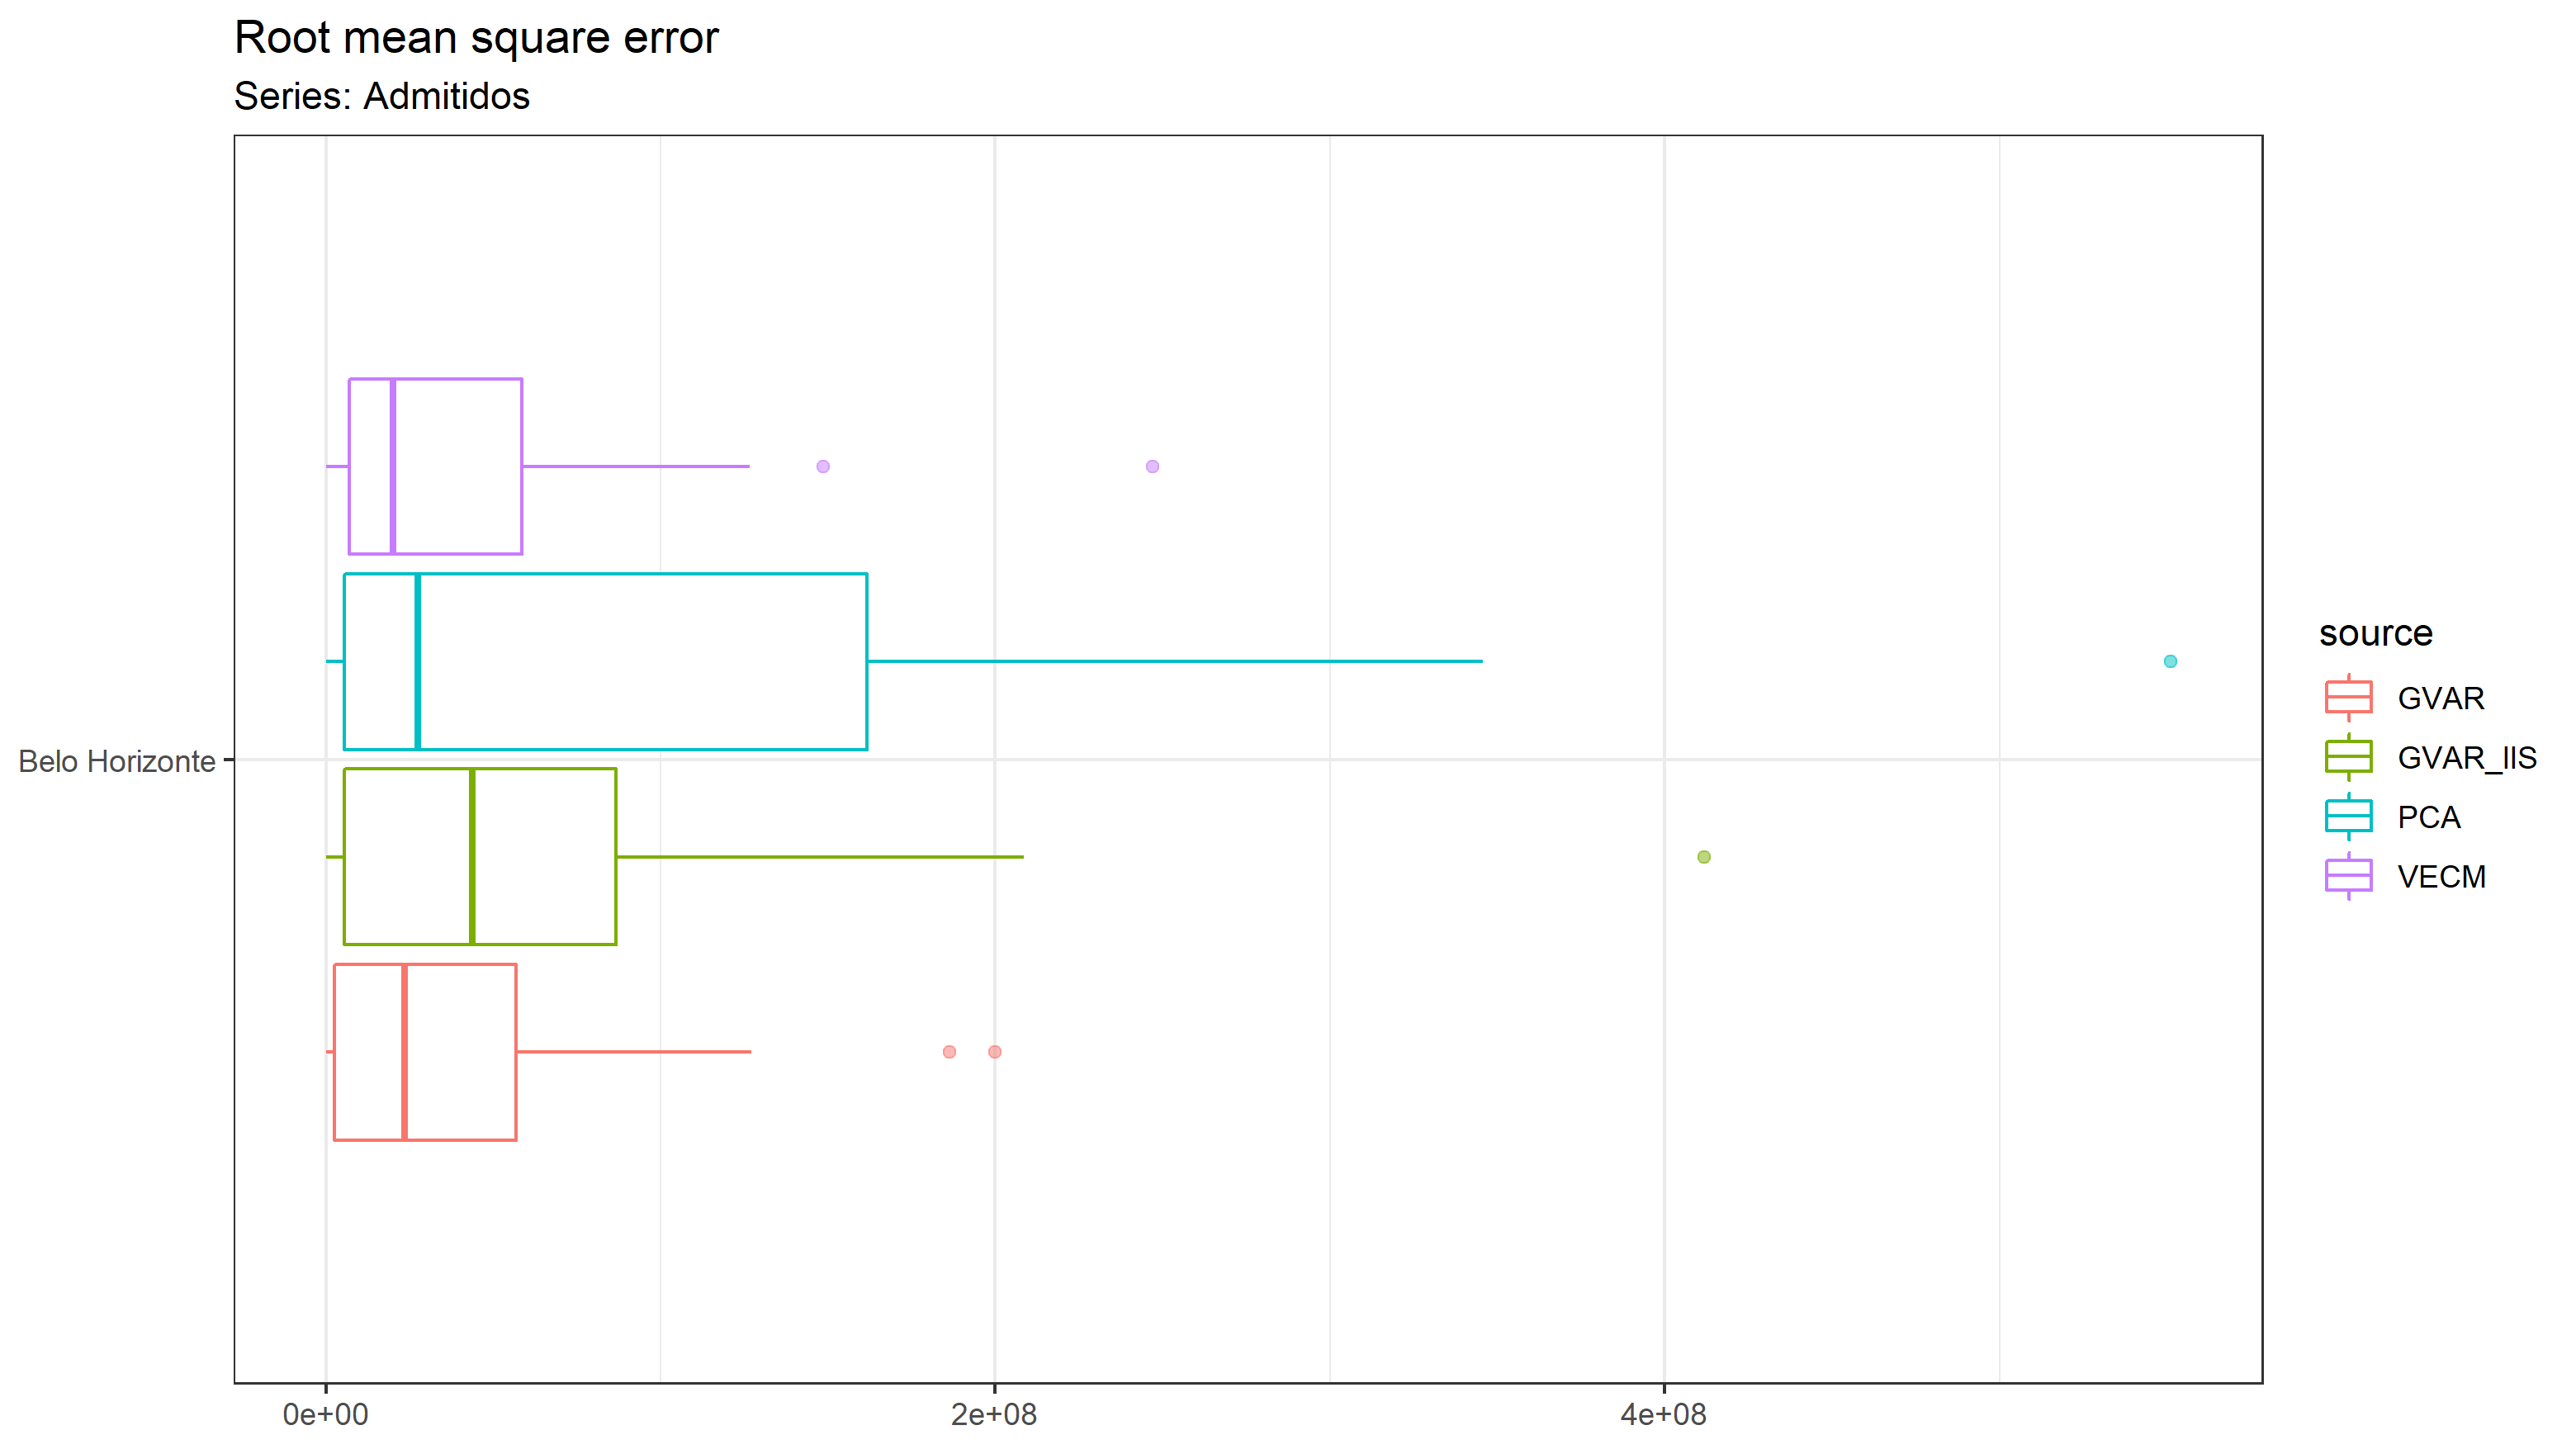 Root mean square error
Series: Admitidos
Belo Horizonte
0e+00
2e+08
4e+08
source
GVAR
GVAR_IIS
PCA
VECM